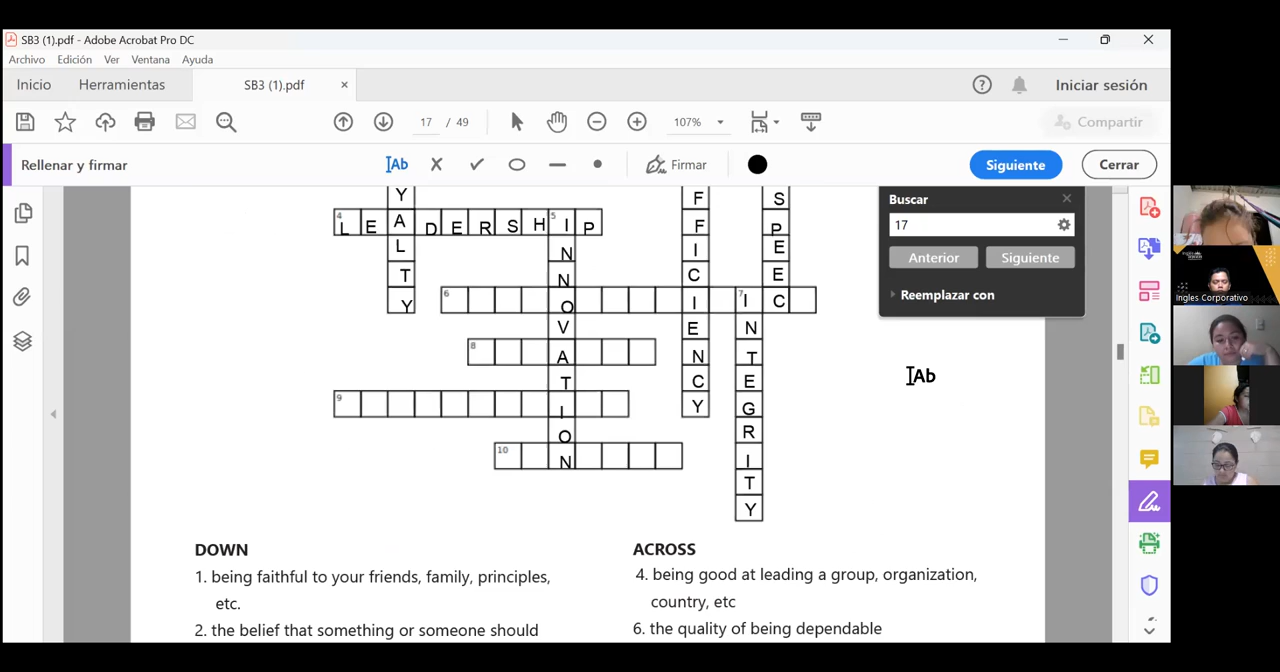 SB3 (1).pdf - Adobe Acrobat Pro DC
Archivo Edición Ver Ventana Ayuda
Inicio Herramientas SB3 (1).pdf × Iniciar sesión
17 / 49 107% Compartir
Rellenar y firmar Ab Firmar Siguiente Cerrar
Buscar
17
Anterior Siguiente
Reemplazar con
Y F S
4 L E A D E R S H 5 I P F P
L N I E
T N C E
Y 6 O I 7 I C
V E N
8 A N T
T C E
9 I Y G
O R
10 N I
T
Y
Ab
DOWN
1. being faithful to your friends, family, principles,
etc.
2. the belief that something or someone should
ACROSS
4. being good at leading a group, organization,
country, etc
6. the quality of being dependable
Ingles Corporativo